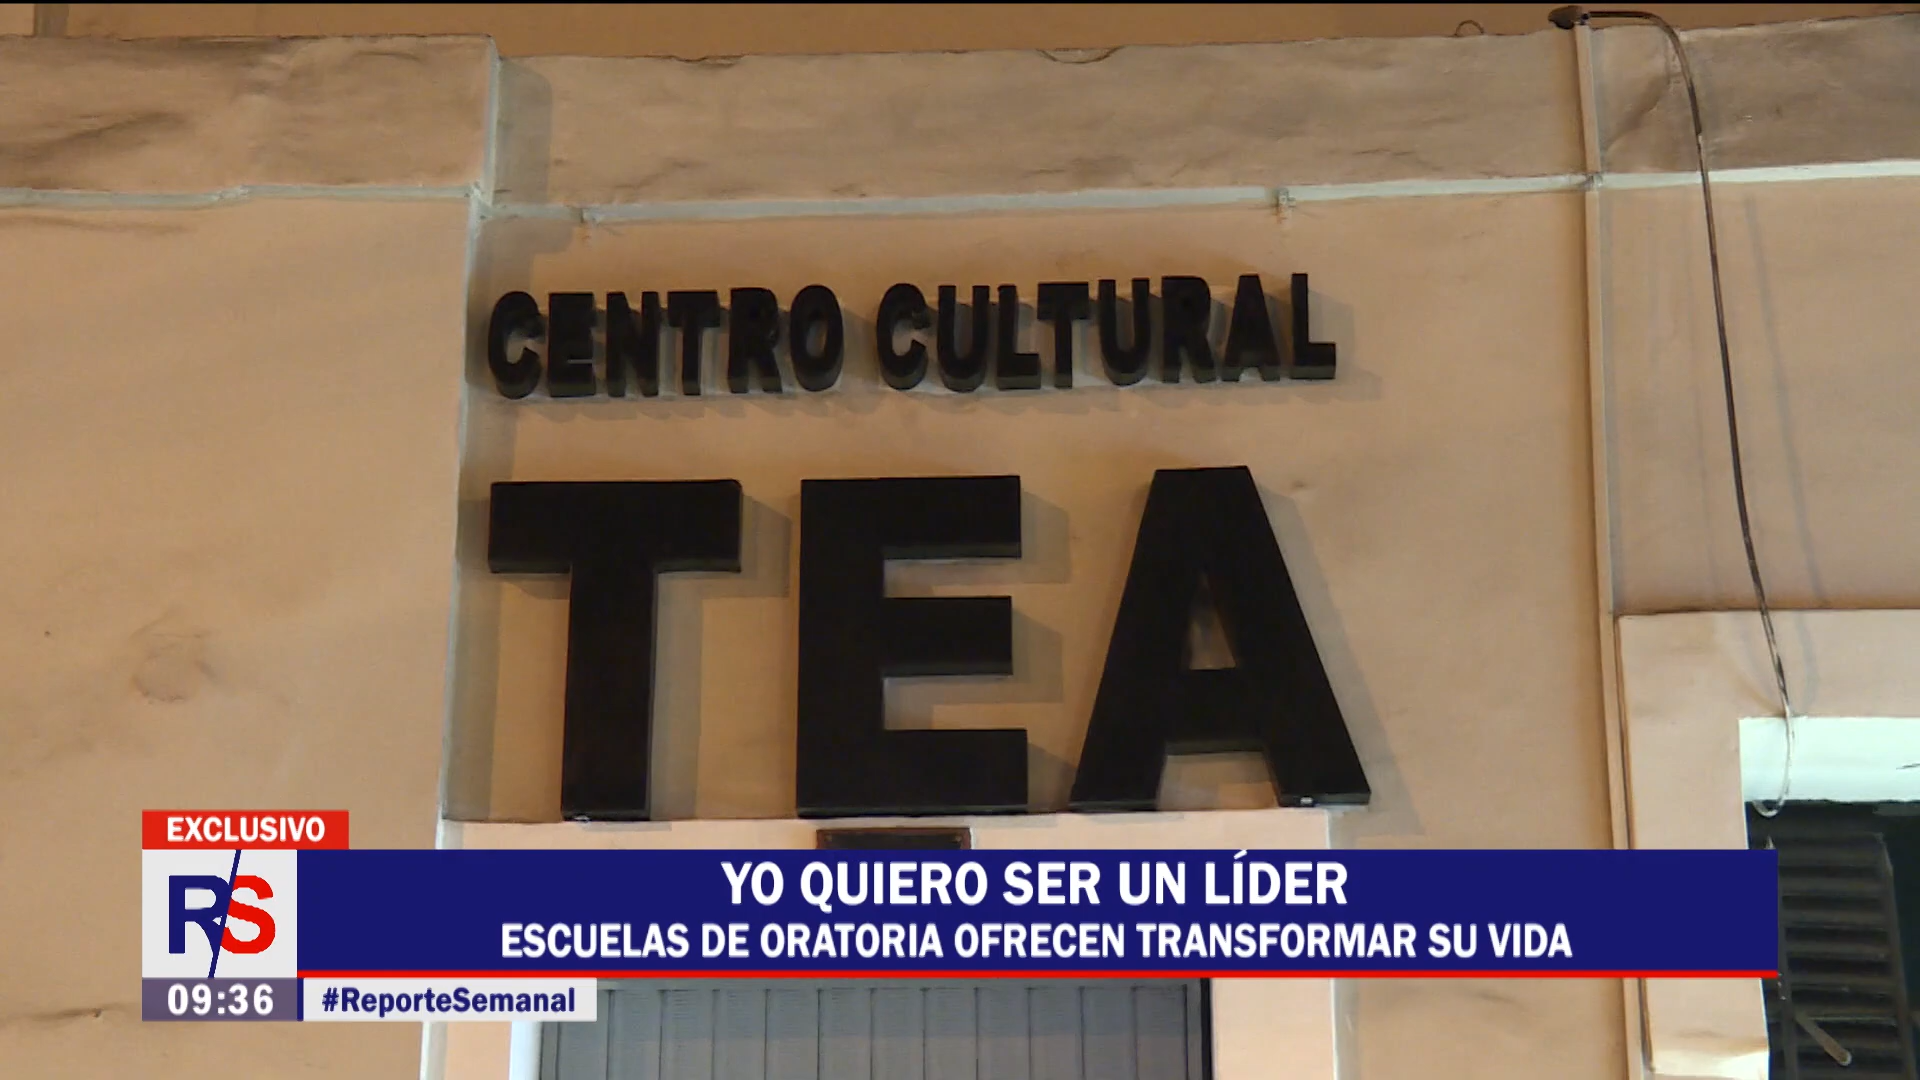 CENTRO CULTURAL
TEA
EXCLUSIVO
RS
YO QUIERO SER UN LÍDER
ESCUELAS DE ORATORIA OFRECEN TRANSFORMAR SU VIDA
09:36
#ReporteSemanal